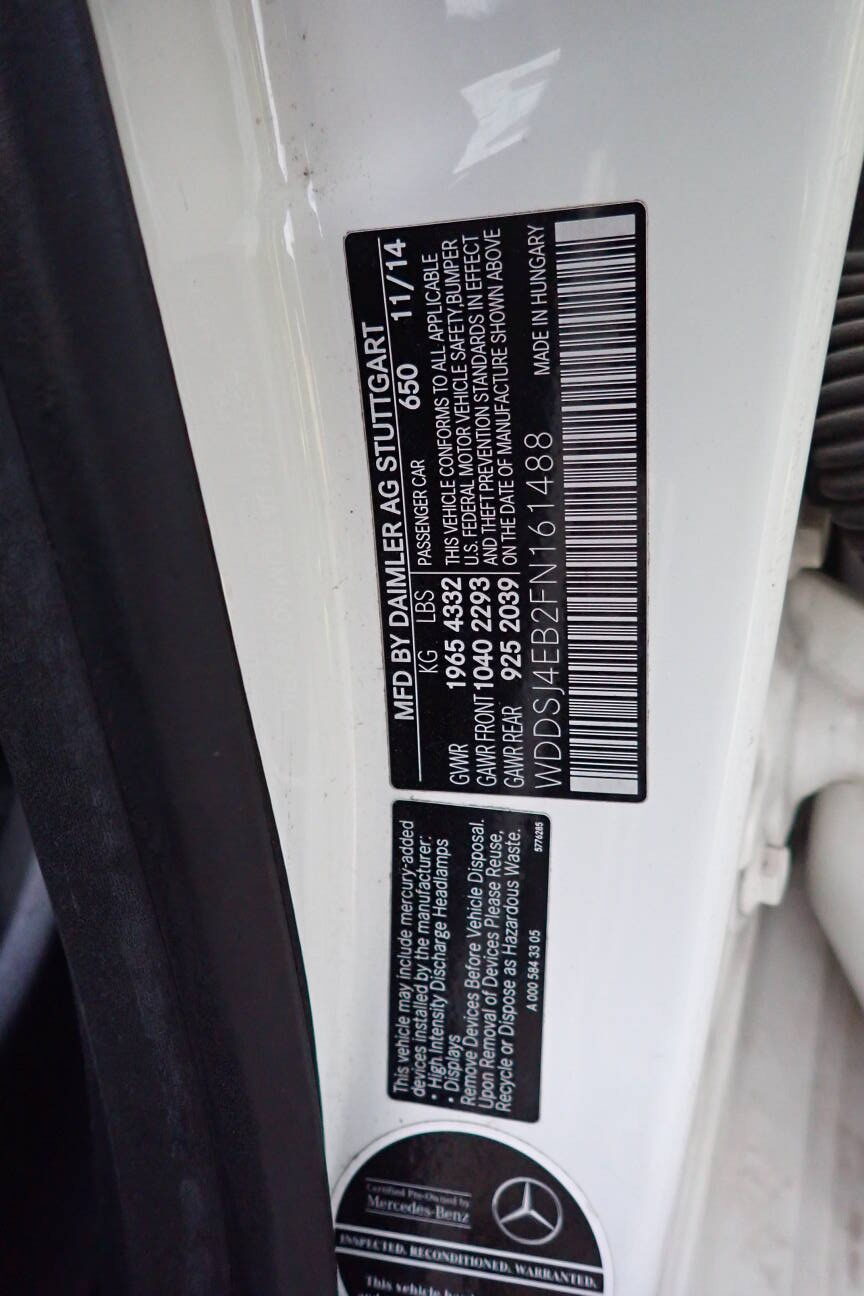 MFD BY DAIMLER AG STUTTGART
KG LBS PASSENGER CAR 650 11/14
GVWR 1965 4332 THIS VEHICLE CONFORMS TO ALL APPLICABLE
GAWR FRONT 1040 2293 U.S. FEDERAL MOTOR VEHICLE SAFETY,BUMPER
GAWR REAR 925 2039 AND THEFT PREVENTION STANDARDS IN EFFECT
ON THE DATE OF MANUFACTURE SHOWN ABOVE
WDDSJ4EB2FN161488 MADE IN HUNGARY
This vehicle may include mercury-added
devices installed by the manufacturer:
• High Intensity Discharge Headlamps
• Displays
Remove Devices Before Vehicle Disposal.
Upon Removal of Devices Please Reuse,
Recycle or Dispose as Hazardous Waste.
A 000 584 33 05 5776285
Certified Pre-Owned by
Mercedes-Benz
INSPECTED. RECONDITIONED. WARRANTED.
This vehicle